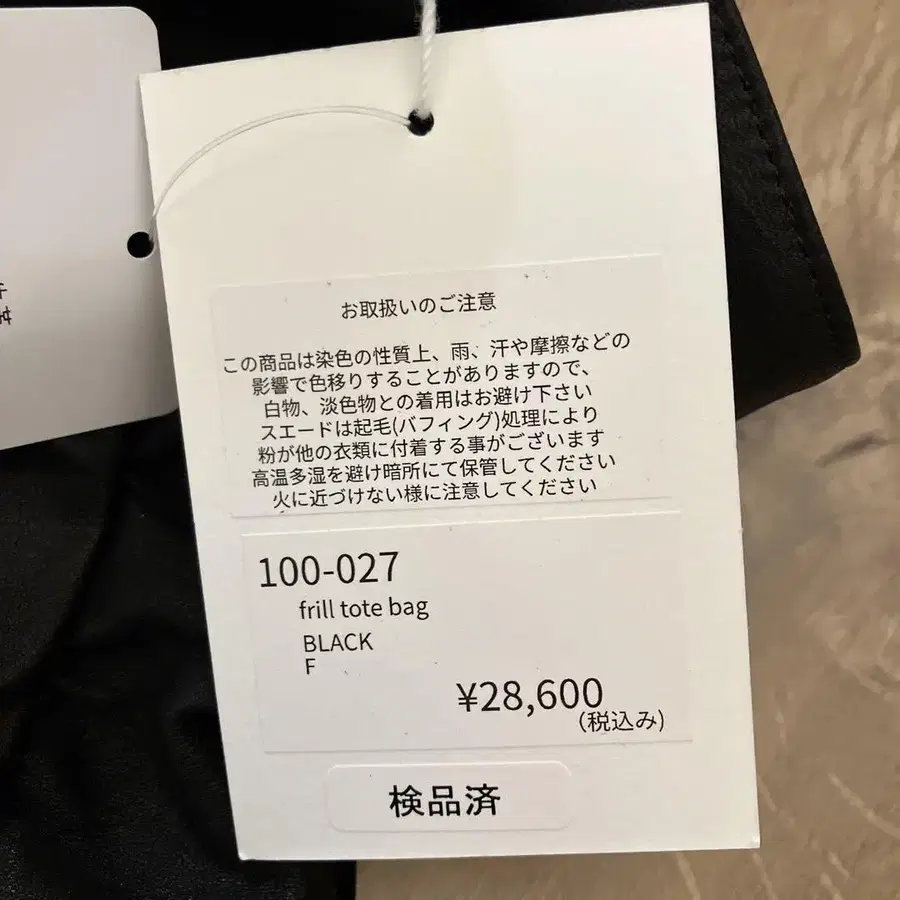 お取扱いのご注意
この商品は染色の性質上、雨、汗や摩擦などの
影響で色移りすることがありますので、
白物、淡色物との着用はお避け下さい
スエードは起毛(バフィング)処理により
粉が他の衣類に付着する事がございます
高温多湿を避け暗所にて保管してください
火に近づけない様に注意してください
100-027
frill tote bag
BLACK
F
¥28,600
(税込み)
検品済